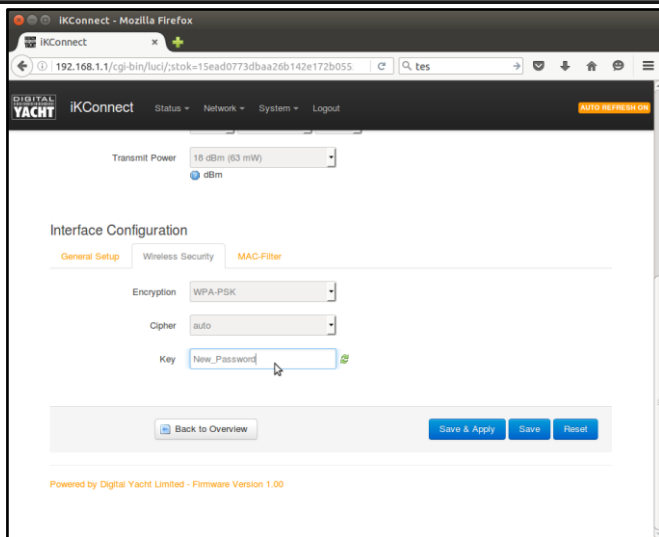 iKConnect - Mozilla Firefox
iKConnect
192.168.1.1/cgi-bin/luci/;stok=15ead0773dbaa26b142e172b055 tes
DIGITAL YACHT iKConnect Status Network System Logout AUTO REFRESH ON
Transmit Power 18 dBm (63 mW)
dBm
Interface Configuration
General Setup Wireless Security MAC-Filter
Encryption WPA-PSK
Cipher auto
Key New_Password
Back to Overview Save & Apply Save Reset
Powered by Digital Yacht Limited - Firmware Version 1.00